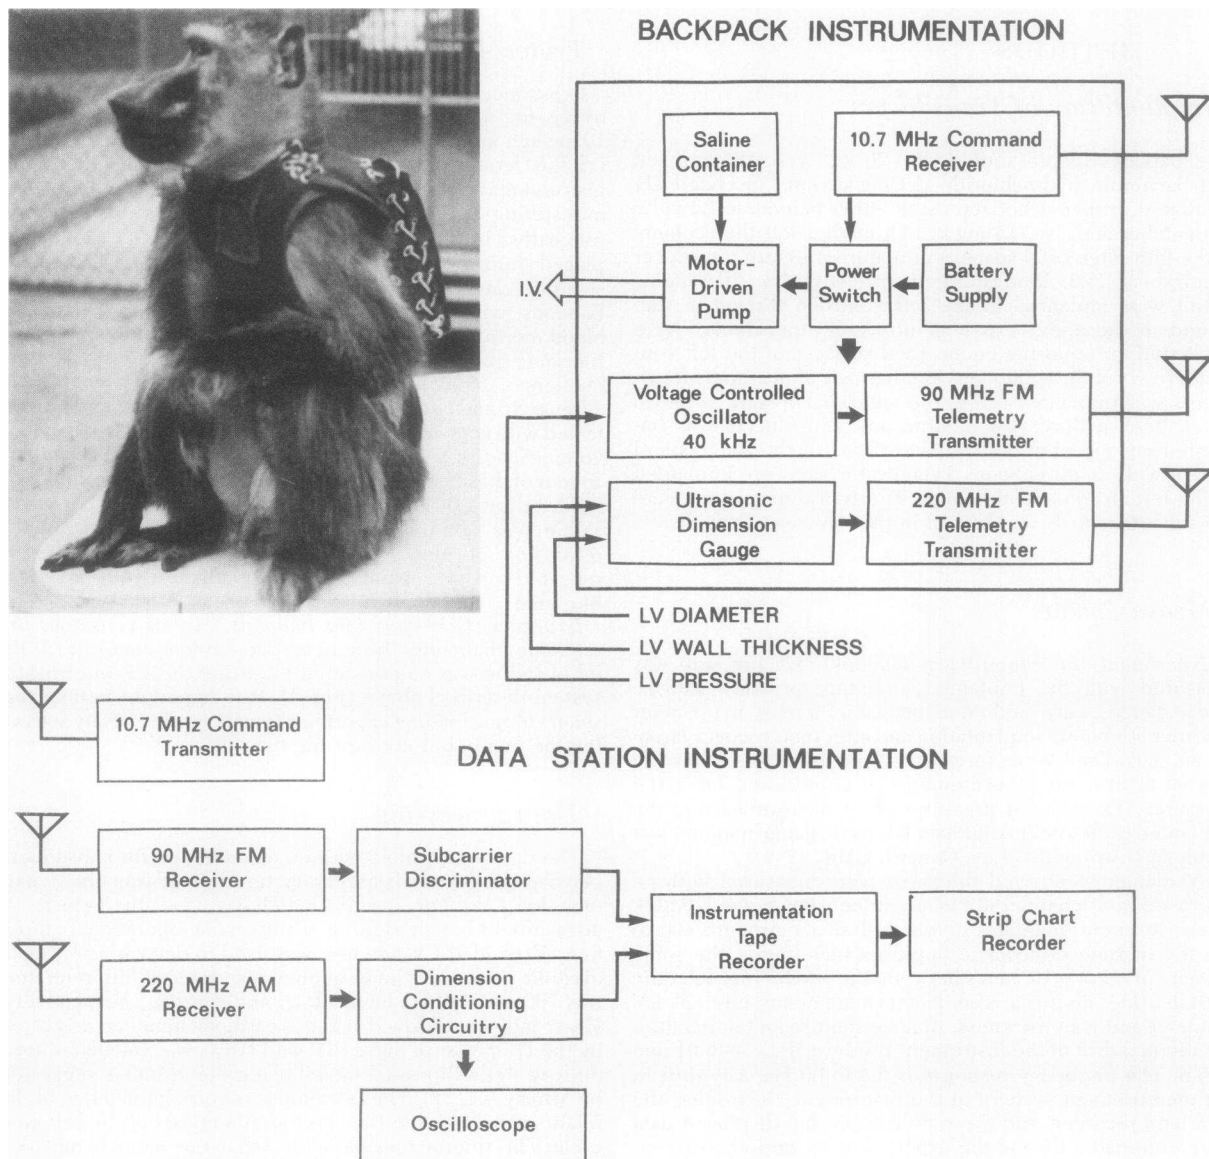 BACKPACK INSTRUMENTATION
Saline
Container
10.7 MHz Command
Receiver
I.V.
Motor-
Driven
Pump
Power
Switch
Battery
Supply
Voltage Controlled
Oscillator
40 kHz
90 MHz FM
Telemetry
Transmitter
Ultrasonic
Dimension
Gauge
220 MHz FM
Telemetry
Transmitter
LV DIAMETER
LV WALL THICKNESS
LV PRESSURE
10.7 MHz Command
Transmitter
DATA STATION INSTRUMENTATION
90 MHz FM
Receiver
Subcarrier
Discriminator
Instrumentation
Tape
Recorder
Strip Chart
Recorder
220 MHz AM
Receiver
Dimension
Conditioning
Circuitry
Oscilloscope